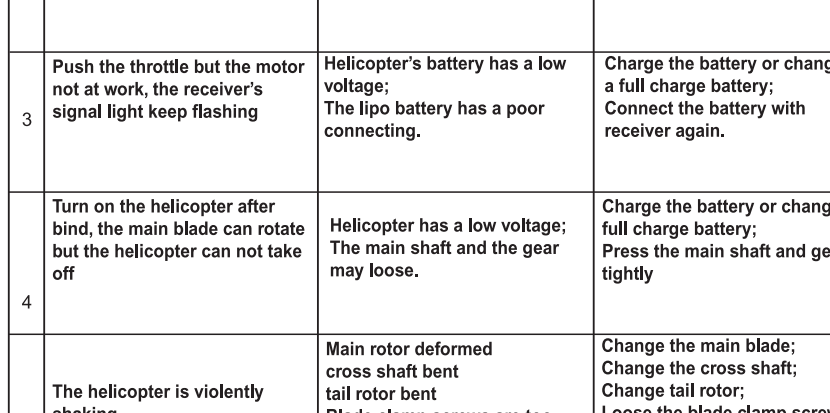 3
Push the throttle but the motor
not at work, the receiver's
signal light keep flashing
Helicopter's battery has a low
voltage;
The lipo battery has a poor
connecting.
Charge the battery or
a full charge battery;
Connect the battery with
receiver again.
4
Turn on the helicopter after
bind, the main blade can rotate
but the helicopter can not take
off
Helicopter has a low voltage;
The main shaft and the gear
may loose.
Charge the battery or
full charge battery;
Press the main shaft and
tightly
The helicopter is violently
Main rotor deformed
cross shaft bent
tail rotor bent
Change the main blade;
Change the cross shaft;
Change tail rotor;
Loose the blade clamp